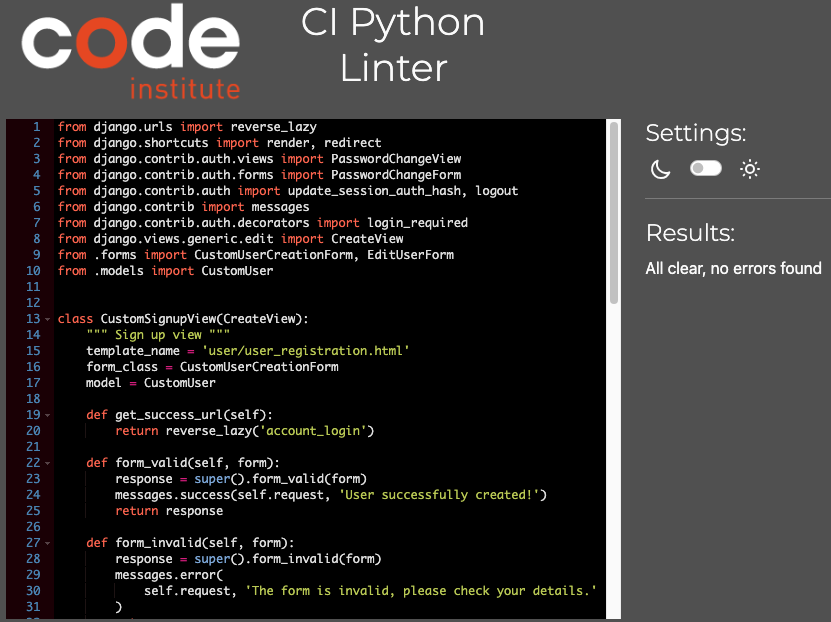 code
institute
CI Python
Linter
1 from django.urls import reverse_lazy
2 from django.shortcuts import render, redirect
3 from django.contrib.auth.views import PasswordChangeView
4 from django.contrib.auth.forms import PasswordChangeForm
5 from django.contrib.auth import update_session_auth_hash, logout
6 from django.contrib import messages
7 from django.contrib.auth.decorators import login_required
8 from django.views.generic.edit import CreateView
9 from .forms import CustomUserCreationForm, EditUserForm
10 from .models import CustomUser
11
12
13 class CustomSignupView(CreateView):
14     """ Sign up view """
15     template_name = 'user/user_registration.html'
16     form_class = CustomUserCreationForm
17     model = CustomUser
18
19     def get_success_url(self):
20         return reverse_lazy('account_login')
21
22     def form_valid(self, form):
23         response = super().form_valid(form)
24         messages.success(self.request, 'User successfully created!')
25         return response
26
27     def form_invalid(self, form):
28         response = super().form_invalid(form)
29         messages.error(
30             self.request, 'The form is invalid, please check your details.'
31         )
Settings:
Results:
All clear, no errors found